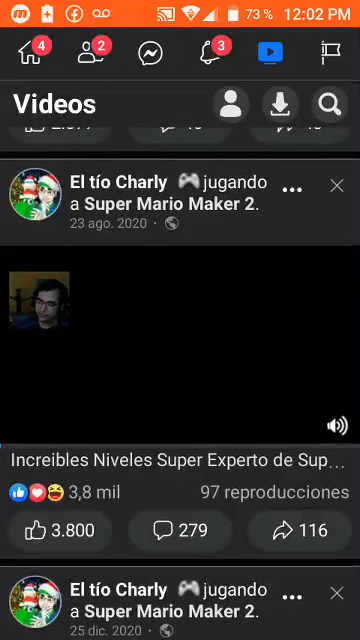 73 % 12:02 PM
4 2 3
Videos
El tío Charly 🎮 jugando
a Super Mario Maker 2.
23 ago. 2020 ·
Increibles Niveles Super Experto de Sup...
3,8 mil 97 reproducciones
3.800 279 116
El tío Charly 🎮 jugando
a Super Mario Maker 2.
25 dic. 2020 ·